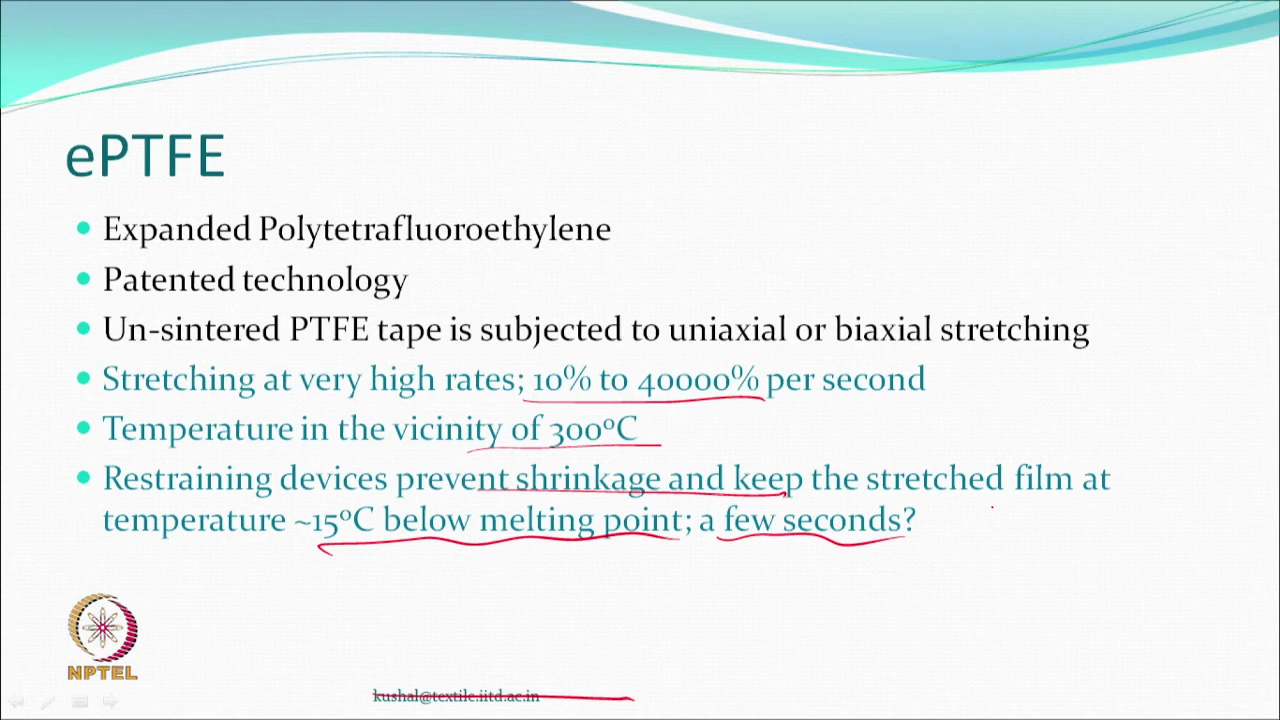 ePTFE
Expanded Polytetrafluoroethylene
Patented technology
Un-sintered PTFE tape is subjected to uniaxial or biaxial stretching
Stretching at very high rates; 10% to 40000% per second
Temperature in the vicinity of 300ºC
Restraining devices prevent shrinkage and keep the stretched film at
temperature ~15ºC below melting point; a few seconds?
NPTEL
kushal@textile.iitd.ac.in